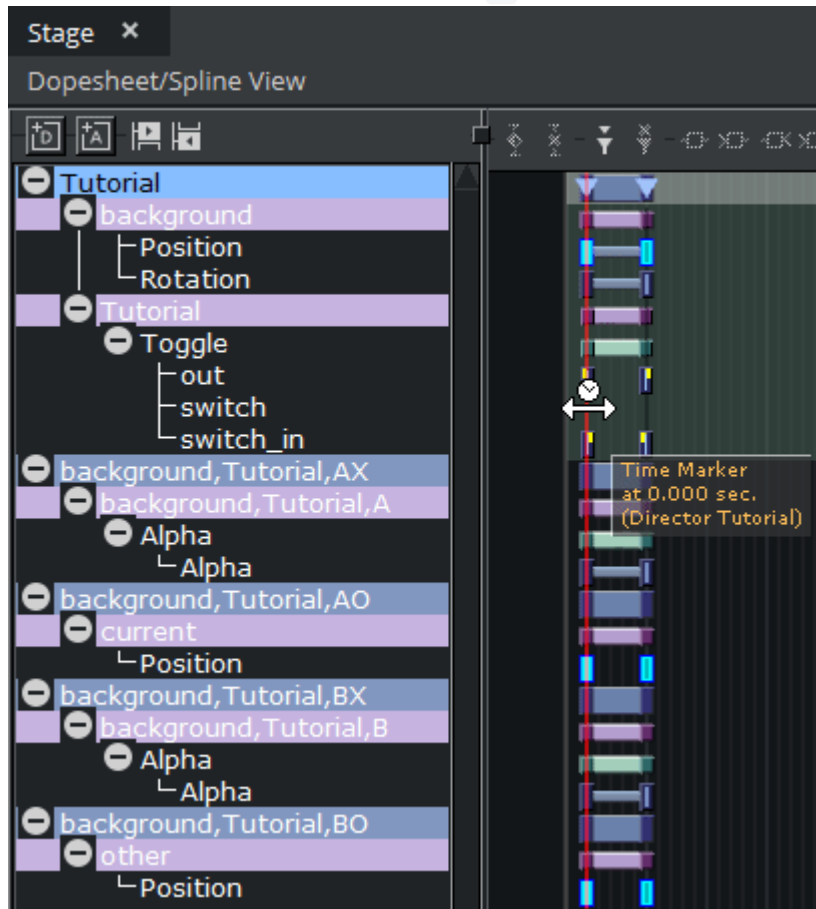 Stage ×
Dopesheet/Spline View
D A
Tutorial
background
Position
Rotation
Tutorial
Toggle
out
switch
switch_in
background,Tutorial,AX
background,Tutorial,A
Alpha
Alpha
background,Tutorial,AO
current
Position
background,Tutorial,BX
background,Tutorial,B
Alpha
Alpha
background,Tutorial,BO
other
Position
Time Marker
at 0.000 sec.
(Director Tutorial)